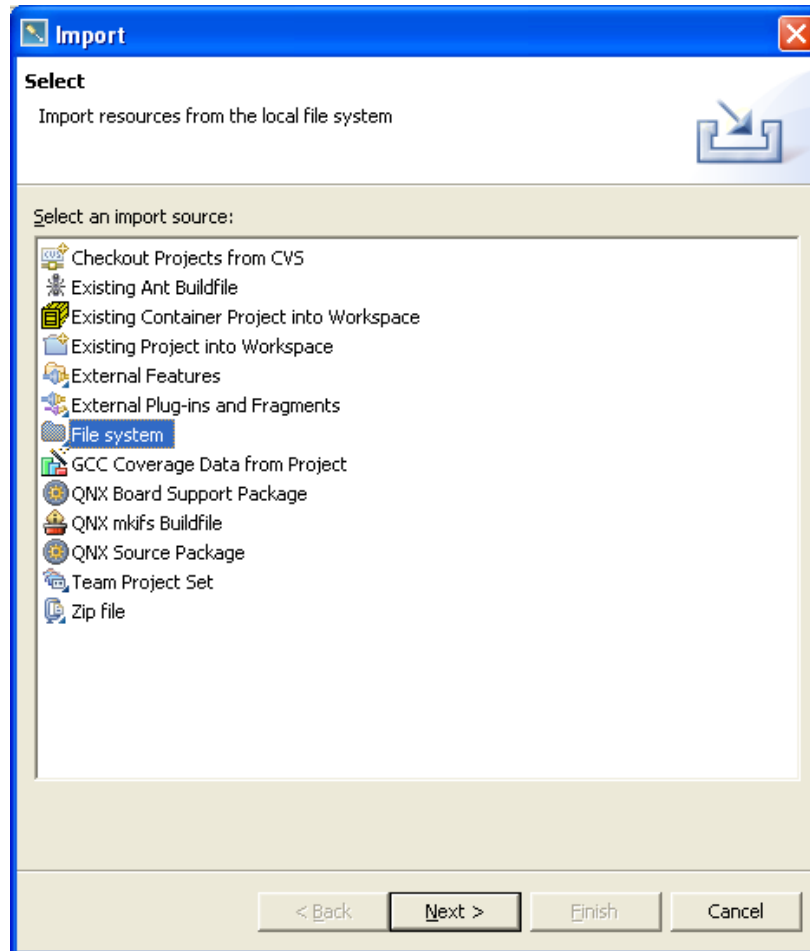 Import
Select
Import resources from the local file system
Select an import source:
CVS
Checkout Projects from CVS
Existing Ant Buildfile
Existing Container Project into Workspace
Existing Project into Workspace
External Features
External Plug-ins and Fragments
File system
GCC Coverage Data from Project
QNX Board Support Package
QNX mkifs Buildfile
QNX Source Package
Team Project Set
Zip file
< Back Next > Finish Cancel